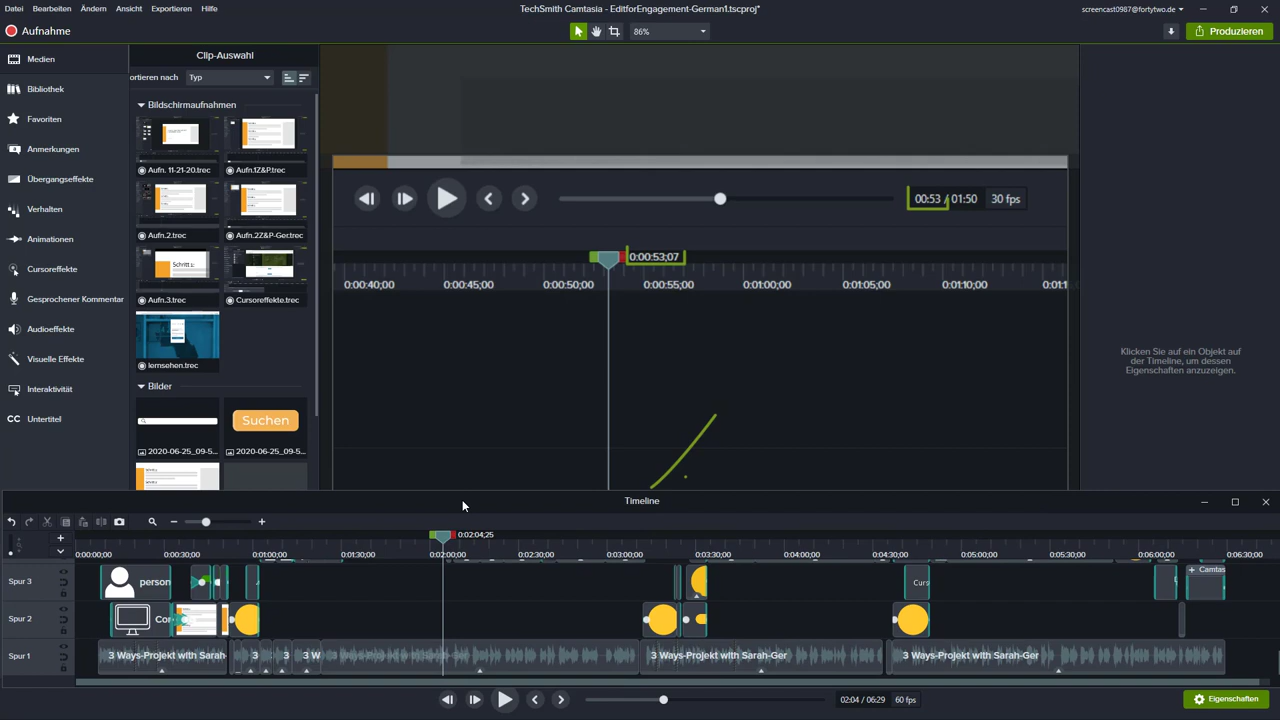 Datei Bearbeiten Ändern Ansicht Exportieren Hilfe
TechSmith Camtasia - EditforEngagement-German1.tscproj*
screencast0987@fortytwo.de
Aufnahme
86%
Produzieren
Medien
Bibliothek
Favoriten
Anmerkungen
Übergangseffekte
Verhalten
Animationen
Cursoreffekte
Gesprochener Kommentar
Audioeffekte
Visuelle Effekte
Interaktivität
CC Untertitel
Clip-Auswahl
ortieren nach Typ
Bildschirmaufnahmen
Aufn. 11-21-20.trec
Aufn.1Z&P.trec
Aufn.2.trec
Aufn.2Z&P-Ger.trec
Schritt 1:
Aufn.3.trec
Cursoreffekte.trec
lernsehen.trec
Bilder
Suchen
2020-06-25_09-5...
2020-06-25_09-5...
00:53 / 01:50 30 fps
0:00:53;07
0:00:40;00 0:00:45;00 0:00:50;00 0:00:55;00 0:01:05;00
Klicken Sie auf ein Objekt auf
der Timeline, um dessen
Eigenschaften anzuzeigen.
Timeline
0:02:04;25
0:00:00;00 0:00:30;00 0:01:00;00 0:01:30;00 0:02:00;00 0:02:30;00 0:03:00;00 0:03:30;00 0:04:00;00 0:04:30;00 0:05:00;00 0:05:30;00 0:06:00;00 0:06:30;00
Spur 3
person
Curs
+ Camtas
Spur 2
Co
Spur 1
3 Ways-Projekt with Sarah- 3 3 3 W 3 Ways-Projekt with Sarah-Ger 3 Ways-Projekt with Sarah-Ger 3 Ways-Projekt with Sarah-Ger
02:04 / 06:29 60 fps
Eigenschaften